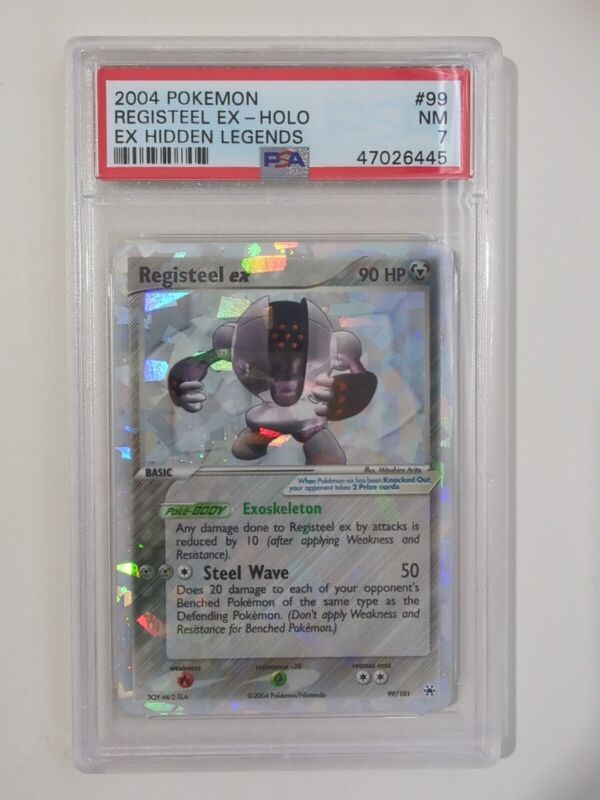 2004 POKEMON #99
REGISTEEL EX - HOLO NM
EX HIDDEN LEGENDS 7
PSA 47026445
Registeel ex 90 HP
BASIC Illus. Mitsuhiro Arita
When Pokémon-ex has been Knocked Out,
your opponent takes 2 Prize cards.
Poké-BODY Exoskeleton
Any damage done to Registeel ex by attacks is
reduced by 10 (after applying Weakness and
Resistance).
Steel Wave 50
Does 20 damage to each of your opponent's
Benched Pokémon of the same type as the
Defending Pokémon. (Don't apply Weakness and
Resistance for Benched Pokémon.)
weakness resistance -30 retreat cost
3QY-MJ2-5LA ©2004 Pokémon/Nintendo 99/101